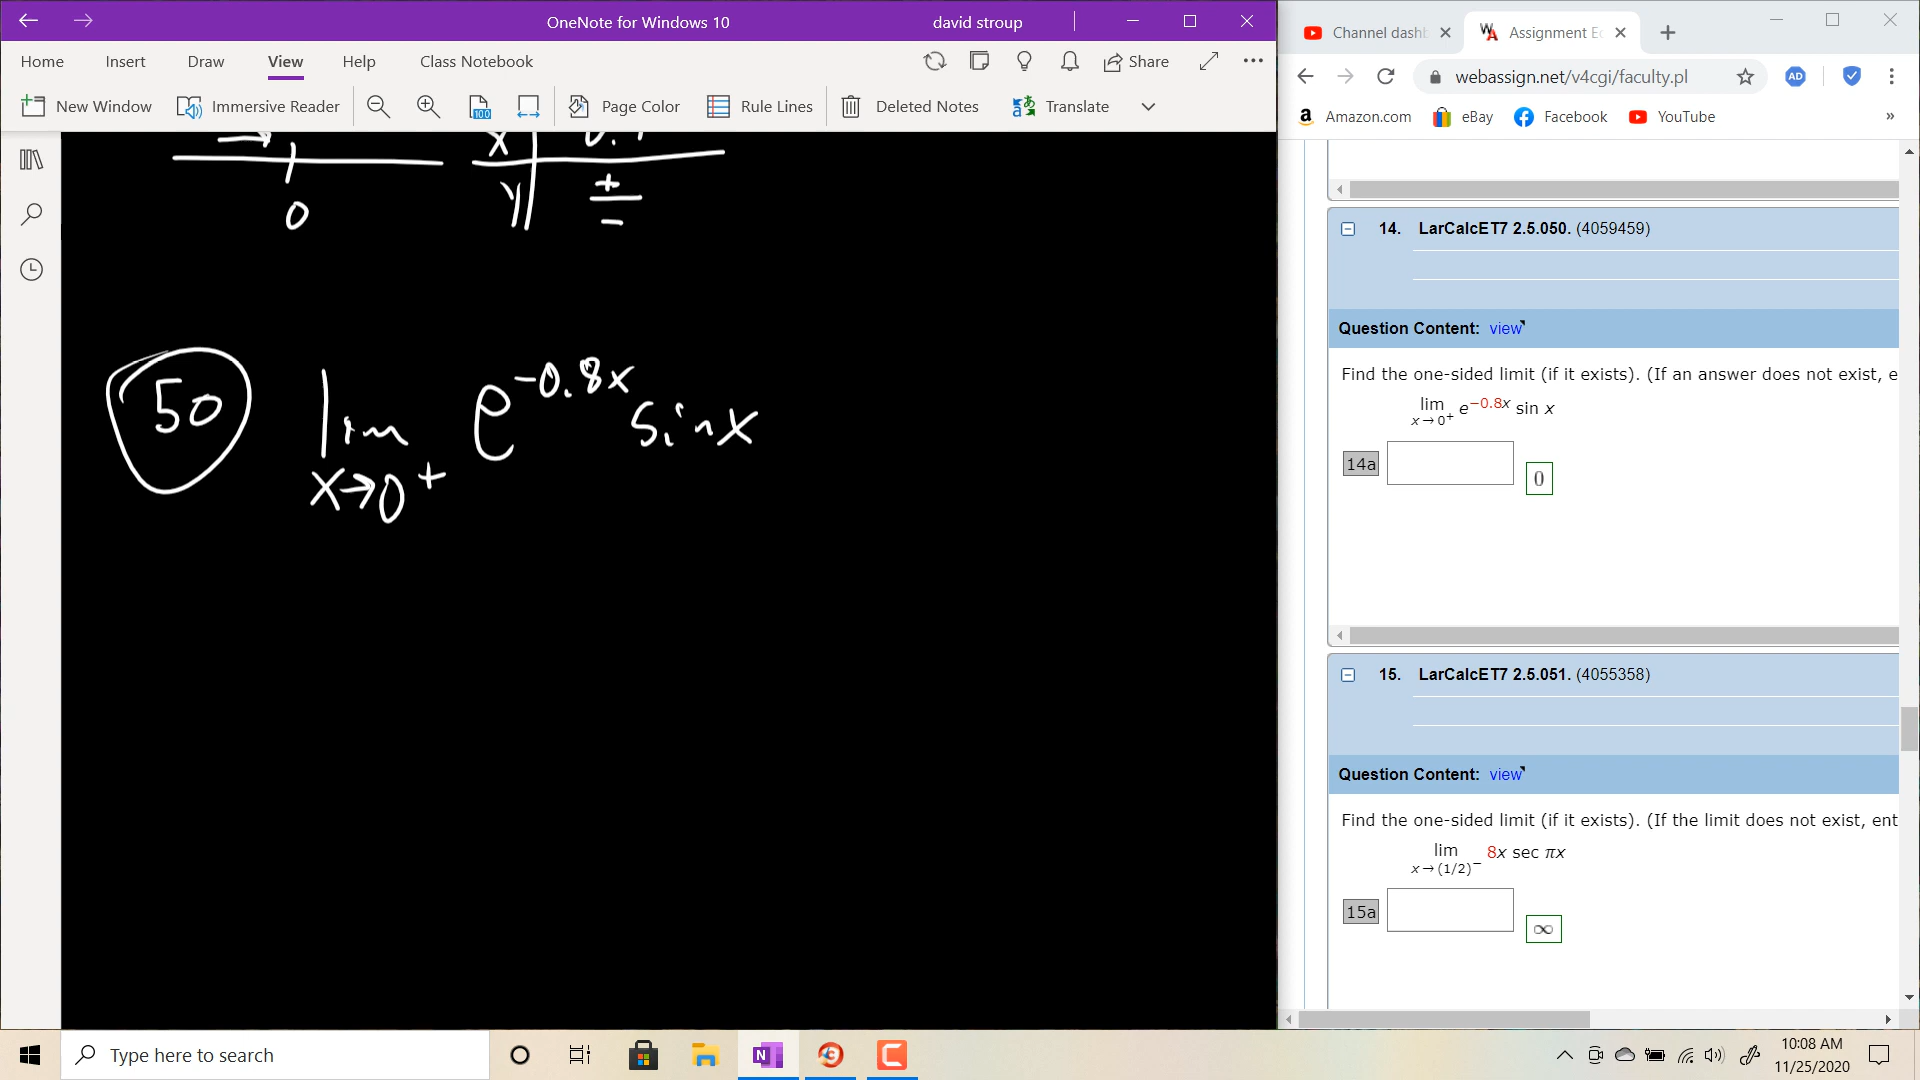 OneNote for Windows 10
david stroup
Home Insert Draw View Help Class Notebook
Share
New Window Immersive Reader 100 Page Color Rule Lines Deleted Notes Translate
x
y
+
−
0
50 lim e^-0.8x sin x
x→0+
Channel dash
Assignment Ec
webassign.net/v4cgi/faculty.pl
AD
Amazon.com eBay Facebook YouTube »
14. LarCalcET7 2.5.050. (4059459)
Question Content: view
Find the one-sided limit (if it exists). (If an answer does not exist, e
lim e^−0.8x sin x
x→0+
14a
0
15. LarCalcET7 2.5.051. (4055358)
Question Content: view
Find the one-sided limit (if it exists). (If the limit does not exist, ent
lim 8x sec πx
x→(1/2)−
15a
∞
Type here to search
10:08 AM
11/25/2020